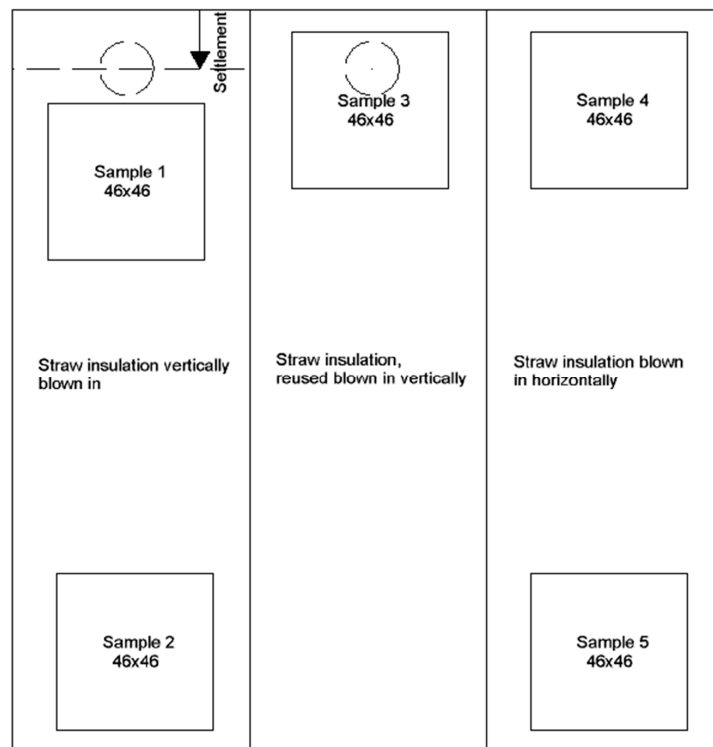 Settlement
Sample 1
46x46
Sample 3
46x46
Sample 4
46x46
Straw insulation vertically
blown in
Straw insulation,
reused blown in vertically
Straw insulation blown
in horizontally
Sample 2
46x46
Sample 5
46x46